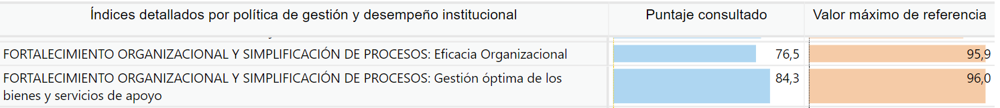 Índices detallados por política de gestión y desempeño institucional Puntaje consultado Valor máximo de referencia
FORTALECIMIENTO ORGANIZACIONAL Y SIMPLIFICACIÓN DE PROCESOS: Eficacia Organizacional 76,5 95,9
FORTALECIMIENTO ORGANIZACIONAL Y SIMPLIFICACIÓN DE PROCESOS: Gestión óptima de los 84,3 96,0
bienes y servicios de apoyo